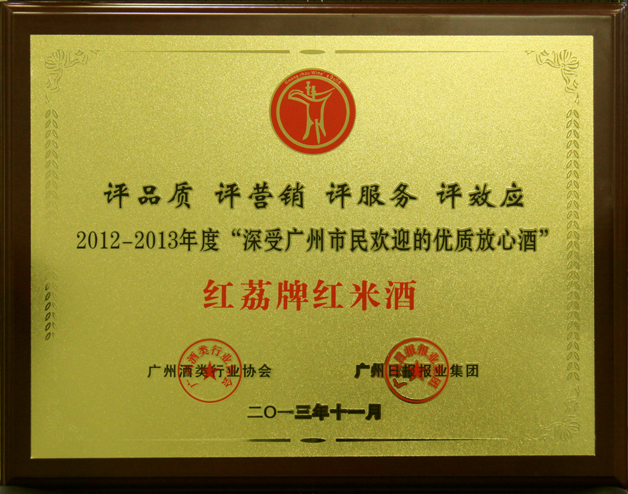 评品质 评营销 评服务 评效应
2012-2013年度“深受广州市民欢迎的优质放心酒”
红荔牌红米酒
广州酒类行业协会 广州日报报业集团
二〇一三年十一月